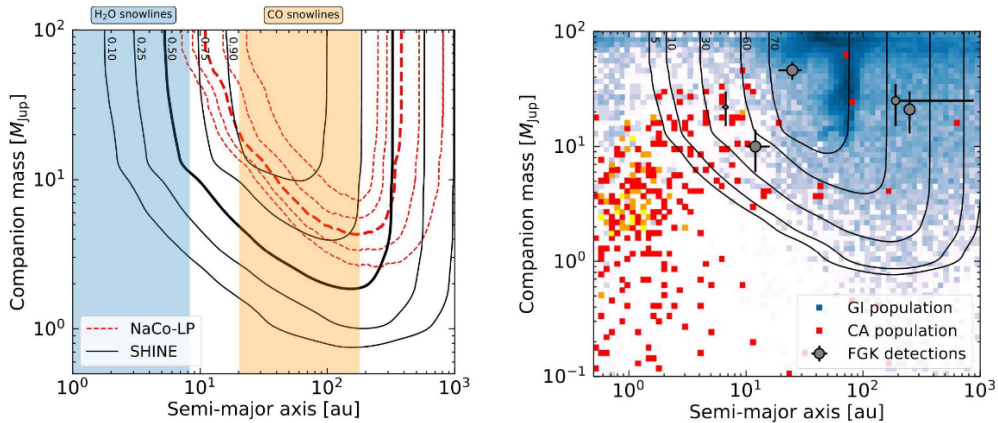 H₂O snowlines
CO snowlines
10²
10¹
10⁰
Companion mass [M_Jup]
0.10
0.25
0.50
0.75
0.90
NaCo-LP
SHINE
10⁰ 10¹ 10² 10³
Semi-major axis [au]
10²
10¹
10⁰
10⁻¹
Companion mass [M_Jup]
5
10
30
60
70
GI population
CA population
FGK detections
10⁰ 10¹ 10² 10³
Semi-major axis [au]